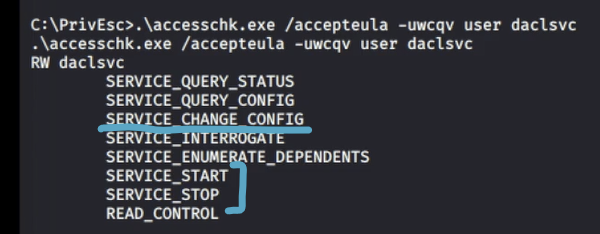 C:\PrivEsc>.\accesschk.exe /accepteula -uwcqv user daclsvc
.\accesschk.exe /accepteula -uwcqv user daclsvc
RW daclsvc
SERVICE_QUERY_STATUS
SERVICE_QUERY_CONFIG
SERVICE_CHANGE_CONFIG
SERVICE_INTERROGATE
SERVICE_ENUMERATE_DEPENDENTS
SERVICE_START
SERVICE_STOP
READ_CONTROL